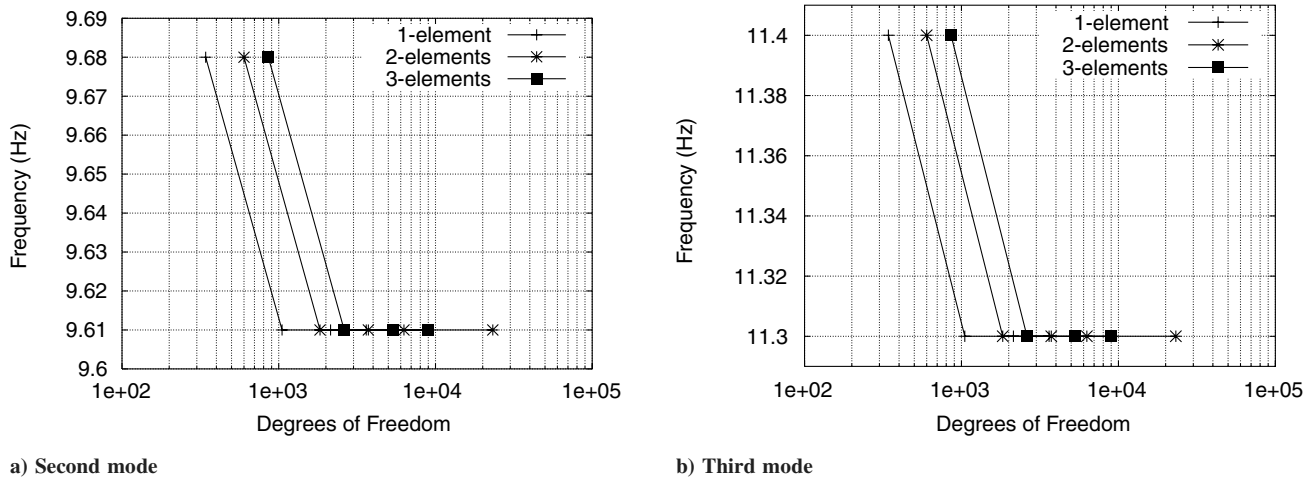 9.69
9.68
9.67
9.66
9.65
9.64
9.63
9.62
9.61
9.6
Frequency (Hz)
1-element
2-elements
3-elements
1e+02
1e+03
1e+04
1e+05
Degrees of Freedom
a) Second mode
11.4
11.38
11.36
11.34
11.32
11.3
Frequency (Hz)
1-element
2-elements
3-elements
1e+02
1e+03
1e+04
1e+05
Degrees of Freedom
b) Third mode